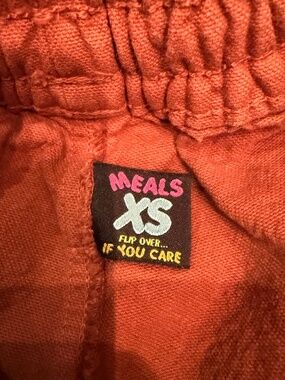 MEALS
XS
FLIP OVER...
IF YOU CARE